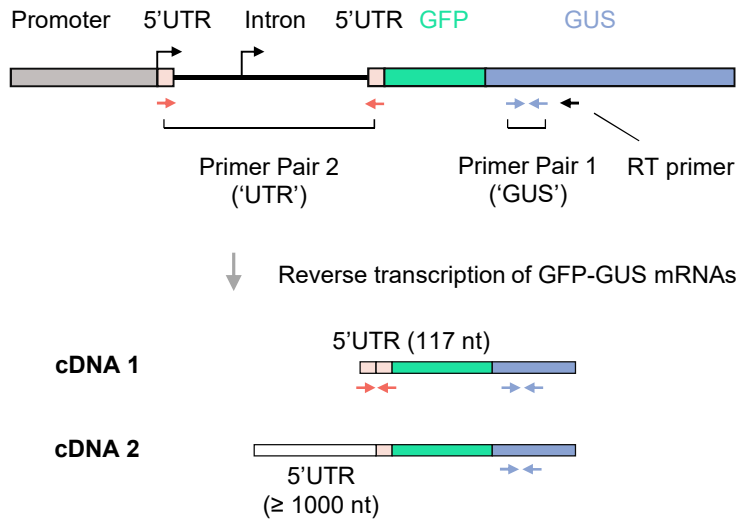 Promoter 5'UTR Intron 5'UTR GFP GUS
Primer Pair 2
('UTR')
Primer Pair 1
('GUS')
RT primer
Reverse transcription of GFP-GUS mRNAs
5'UTR (117 nt)
cDNA 1
cDNA 2
5'UTR
(≥ 1000 nt)